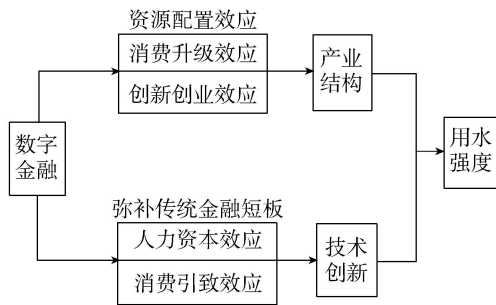 资源配置效应
消费升级效应
创新创业效应
产业
结构
数字
金融
用水
强度
弥补传统金融短板
人力资本效应
消费引致效应
技术
创新